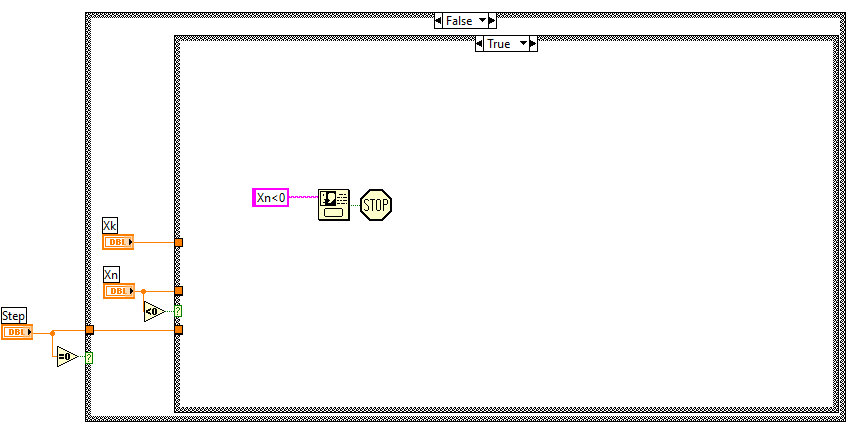 False
True
Xn<0
STOP
Xk
DBL
Xn
DBL
<0
?
Step
DBL
=0
?